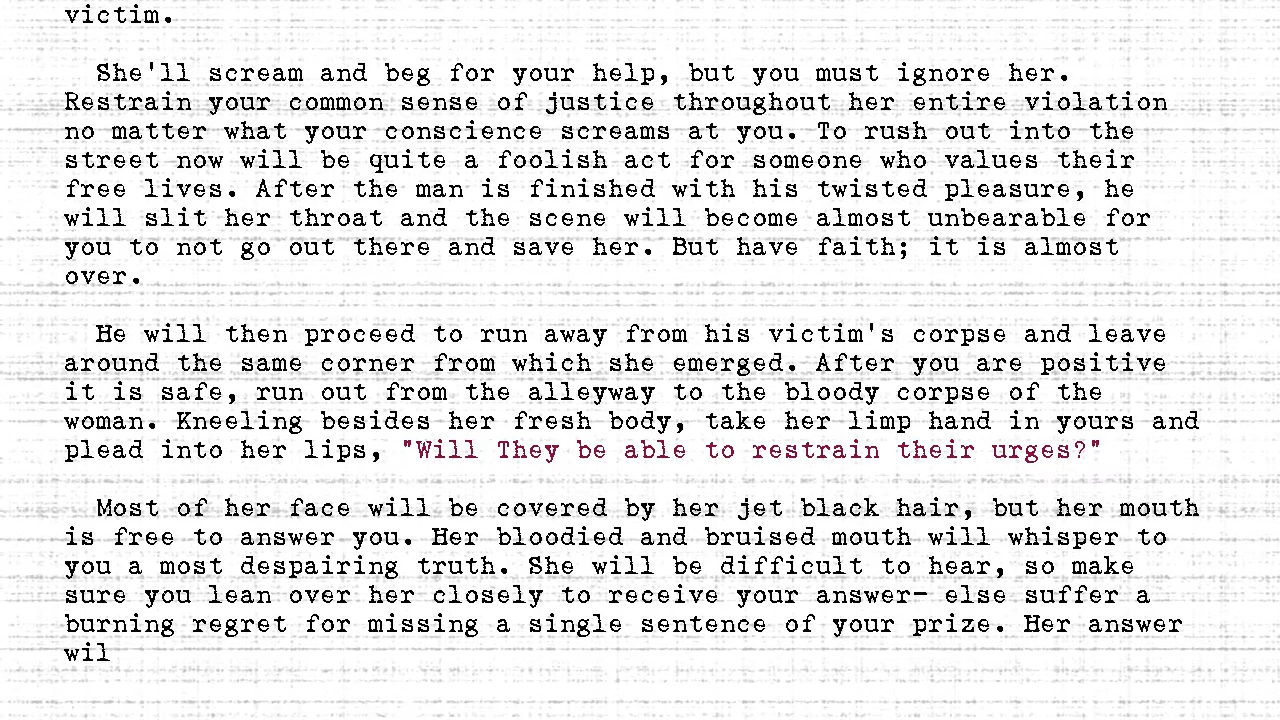 victim.
She'll scream and beg for your help, but you must ignore her.
Restrain your common sense of justice throughout her entire violation
no matter what your conscience screams at you. To rush out into the
street now will be quite a foolish act for someone who values their
free lives. After the man is finished with his twisted pleasure, he
will slit her throat and the scene will become almost unbearable for
you to not go out there and save her. But have faith; it is almost
over.
He will then proceed to run away from his victim's corpse and leave
around the same corner from which she emerged. After you are positive
it is safe, run out from the alleyway to the bloody corpse of the
woman. Kneeling besides her fresh body, take her limp hand in yours and
plead into her lips, "Will They be able to restrain their urges?"
Most of her face will be covered by her jet black hair, but her mouth
is free to answer you. Her bloodied and bruised mouth will whisper to
you a most despairing truth. She will be difficult to hear, so make
sure you lean over her closely to receive your answer- else suffer a
burning regret for missing a single sentence of your prize. Her answer
wil